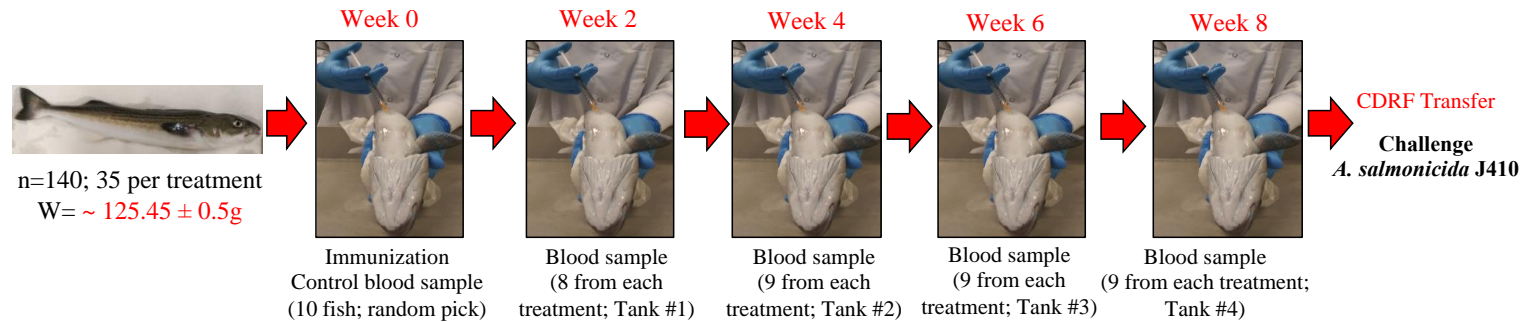 Week 0
Week 2
Week 4
Week 6
Week 8
n=140; 35 per treatment
W= ~ 125.45 ± 0.5g
Immunization
Control blood sample
(10 fish; random pick)
Blood sample
(8 from each
treatment; Tank #1)
Blood sample
(9 from each
treatment; Tank #2)
Blood sample
(9 from each
treatment; Tank #3)
Blood sample
(9 from each treatment;
Tank #4)
CDRF Transfer
Challenge
A. salmonicida J410